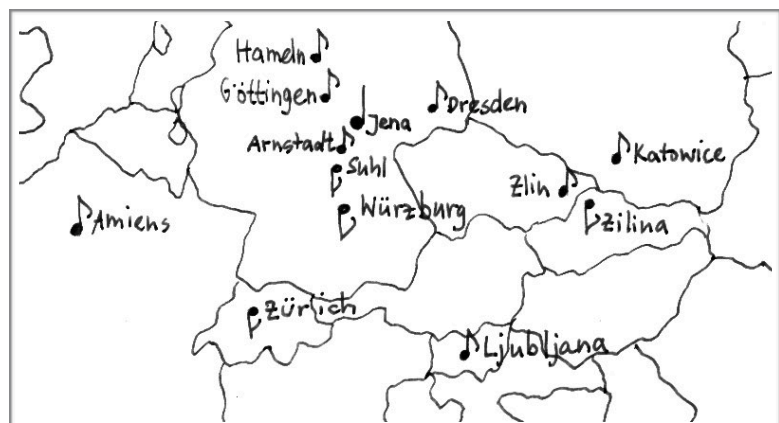 Hameln
Göttingen
Dresden
Jena
Arnstadt
Katowice
Suhl
Zlin
Würzburg
Amiens
Zilina
Zürich
Ljubljana